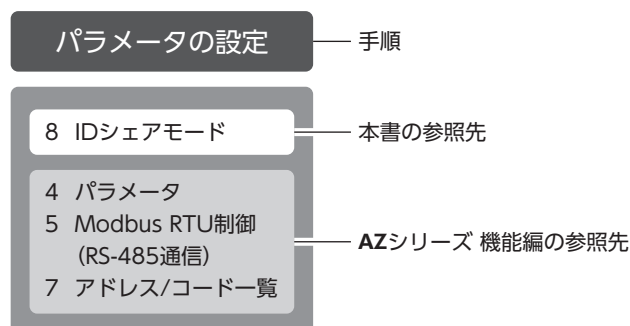 パラメータの設定 手順
8 IDシェアモード 本書の参照先
4 パラメータ
5 Modbus RTU制御
(RS-485通信) AZシリーズ 機能編の参照先
7 アドレス/コード一覧